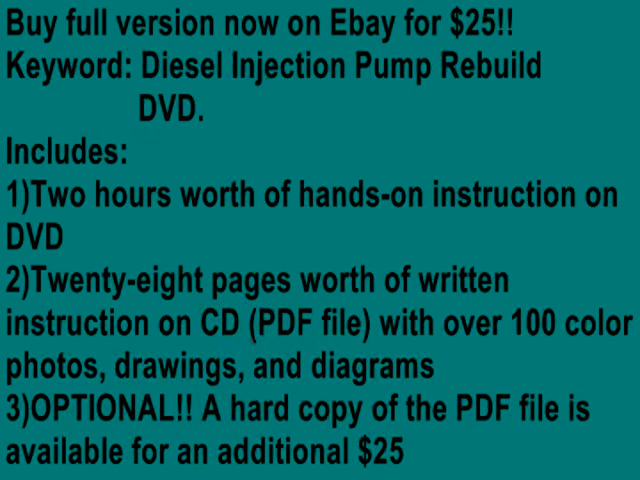 Buy full version now on Ebay for $25!!
Keyword: Diesel Injection Pump Rebuild
DVD.
Includes:
1)Two hours worth of hands-on instruction on
DVD
2)Twenty-eight pages worth of written
instruction on CD (PDF file) with over 100 color
photos, drawings, and diagrams
3)OPTIONAL!! A hard copy of the PDF file is
available for an additional $25